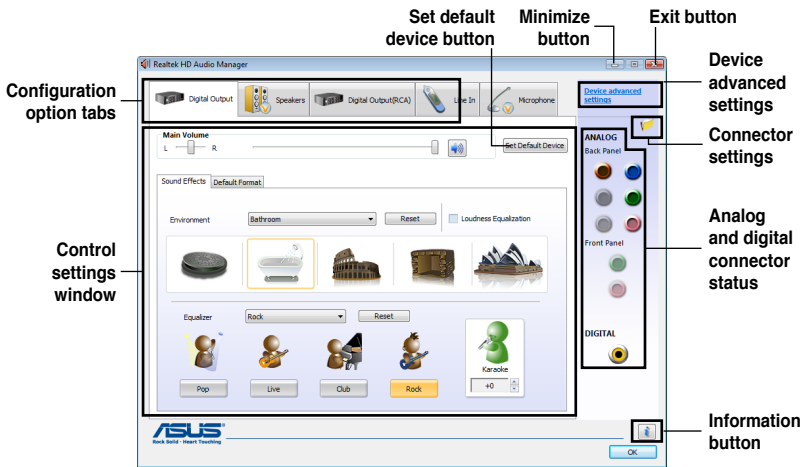 Set default
device button
Minimize
button
Exit button
Device
advanced
settings
Connector
settings
Analog
and digital
connector
status
Information
button
Configuration
option tabs
Control
settings
window
Realtek HD Audio Manager
Digital Output
Speakers
Digital Output(RCA)
Line In
Microphone
Device advanced
settings
Main Volume
L
R
Set Default Device
ANALOG
Back Panel
Sound Effects
Default Format
Environment
Bathroom
Reset
Loudness Equalization
Front Panel
Equalizer
Rock
Reset
DIGITAL
Karaoke
Pop
Live
Club
Rock
+0
ASUS
Rock Solid · Heart Touching
OK